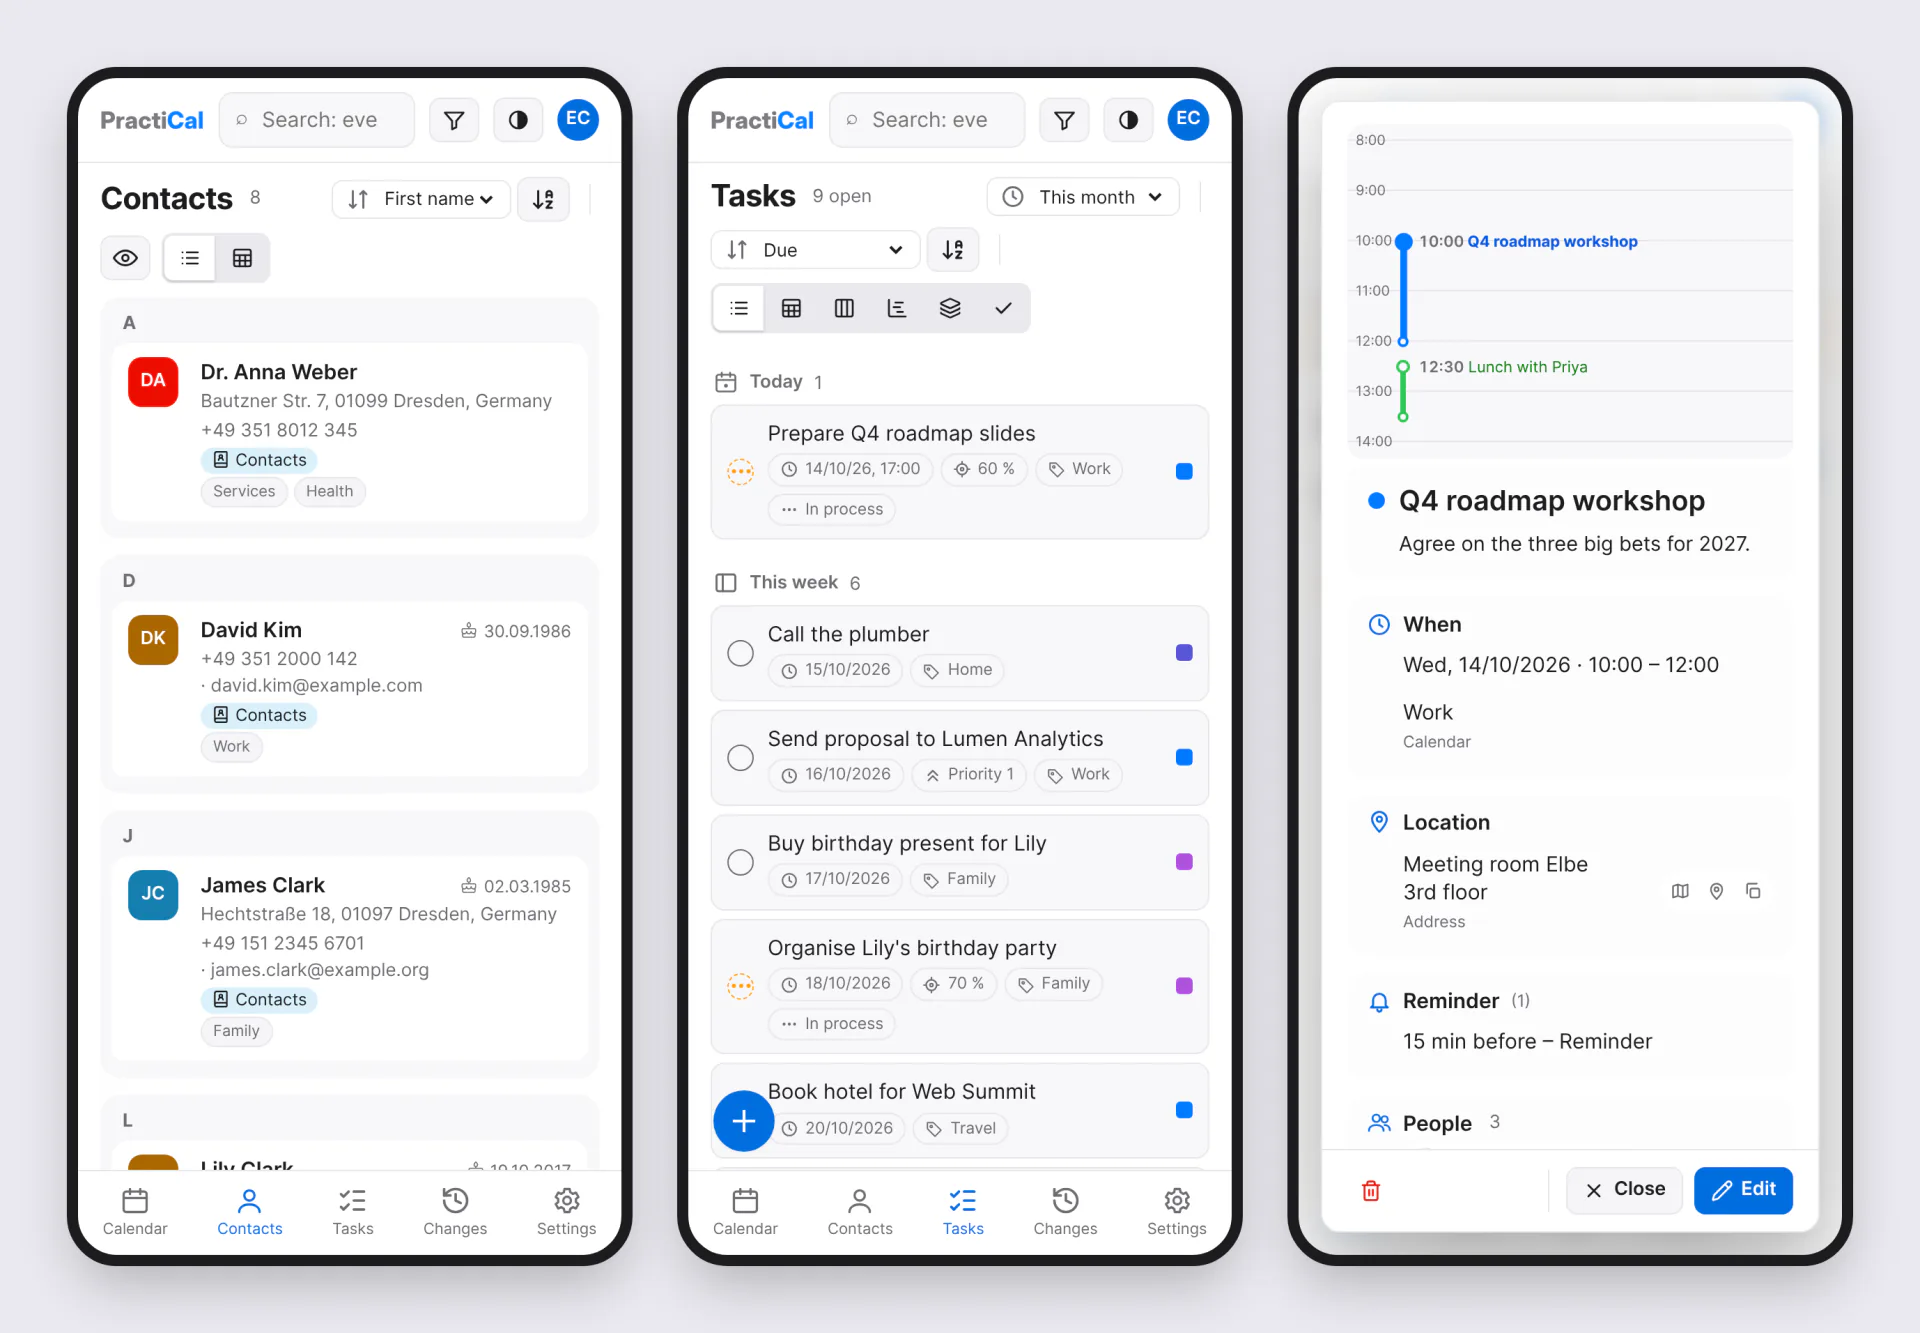 PractiCal
Search: eve
EC
Contacts 8
First name
A
DA
Dr. Anna Weber
Bautzner Str. 7, 01099 Dresden, Germany
+49 351 8012 345
Contacts
Services Health
D
DK
David Kim
30.09.1986
+49 351 2000 142
· david.kim@example.com
Contacts
Work
J
JC
James Clark
02.03.1985
Hechtstraße 18, 01097 Dresden, Germany
+49 151 2345 6701
· james.clark@example.org
Contacts
Family
L
Lily Clark
19.10.2017
Calendar Contacts Tasks Changes Settings
PractiCal
Search: eve
EC
Tasks 9 open
This month
Due
Today 1
Prepare Q4 roadmap slides
14/10/26, 17:00 60 % Work
In process
This week 6
Call the plumber
15/10/2026 Home
Send proposal to Lumen Analytics
16/10/2026 Priority 1 Work
Buy birthday present for Lily
17/10/2026 Family
Organise Lily's birthday party
18/10/2026 70 % Family
In process
Book hotel for Web Summit
20/10/2026 Travel
Calendar Contacts Tasks Changes Settings
8:00
9:00
10:00 10:00 Q4 roadmap workshop
11:00
12:00
12:30 Lunch with Priya
13:00
14:00
Q4 roadmap workshop
Agree on the three big bets for 2027.
When
Wed, 14/10/2026 · 10:00 – 12:00
Work
Calendar
Location
Meeting room Elbe
3rd floor
Address
Reminder (1)
15 min before – Reminder
People 3
Close Edit